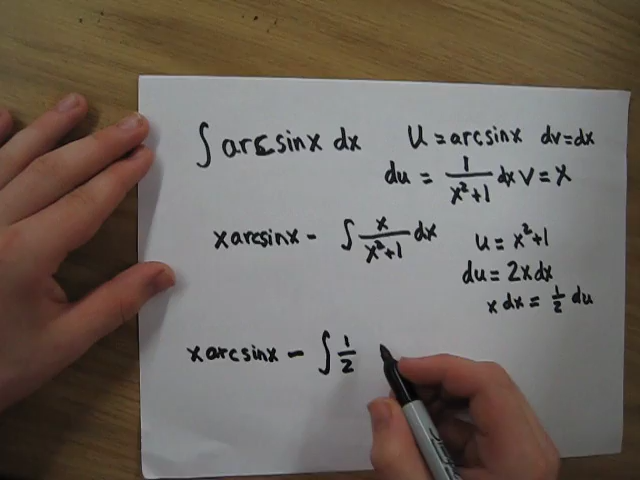 ∫ arcsinx dx u = arcsinx dv=dx
du = 1/(x²+1) dx v = x
xarcsinx - ∫ x/(x²+1) dx u = x²+1
du = 2x dx
x dx = 1/2 du
xarcsinx - ∫ 1/2